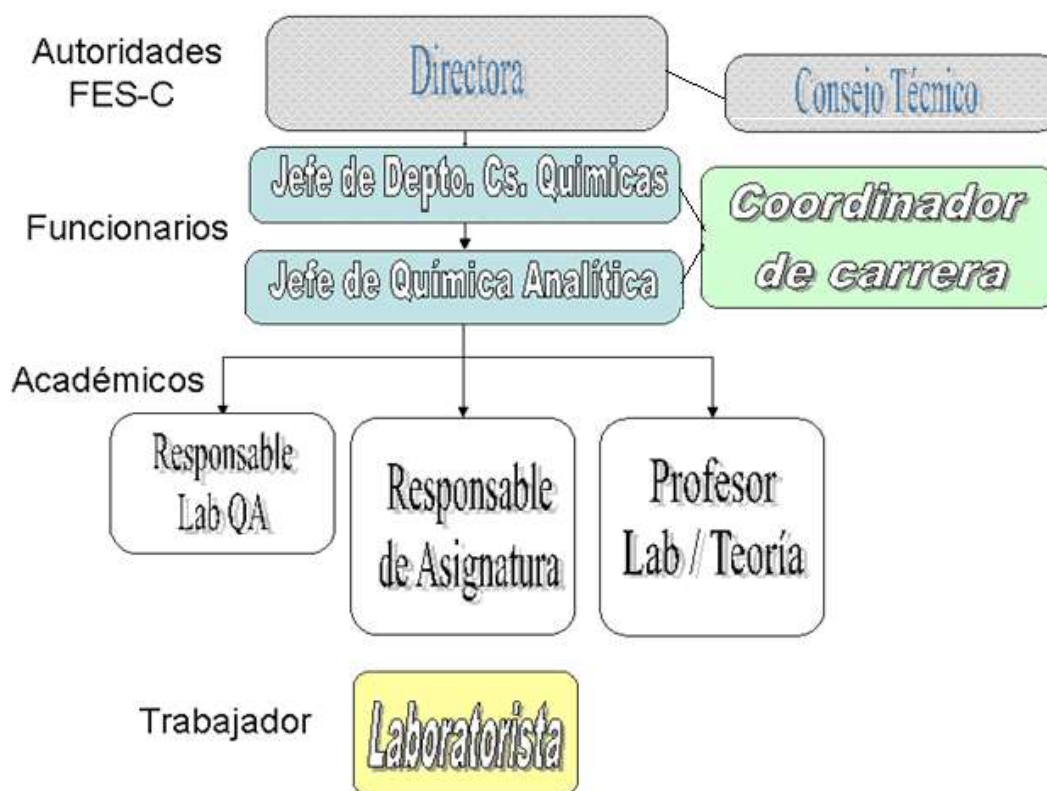 Autoridades
FES-C
Directora
Consejo Técnico
Jefe de Depto. Cs. Quimicas
Funcionarios
Coordinador
de carrera
Jefe de Química Analítica
Académicos
Responsable
Lab QA
Responsable
de Asignatura
Profesor
Lab / Teoría
Trabajador
Laboratorista